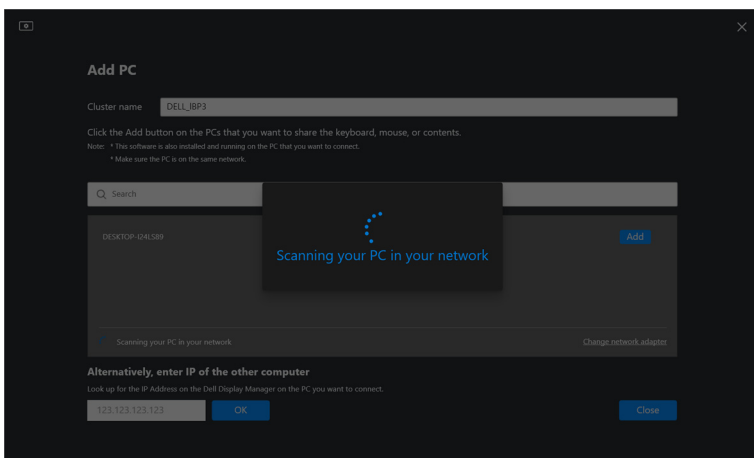 Add PC
Cluster name DELL_J8P3
Click the Add button on the PCs that you want to share the keyboard, mouse, or contents.
Note: * This software is also installed and running on the PC that you want to connect.
* Make sure the PC is on the same network.
Search
DESKTOP-I24LS89 Add
Scanning your PC in your network
Scanning your PC in your network Change network adapter
Alternatively, enter IP of the other computer
Look up for the IP Address on the Dell Display Manager on the PC you want to connect.
123.123.123.123 OK Close